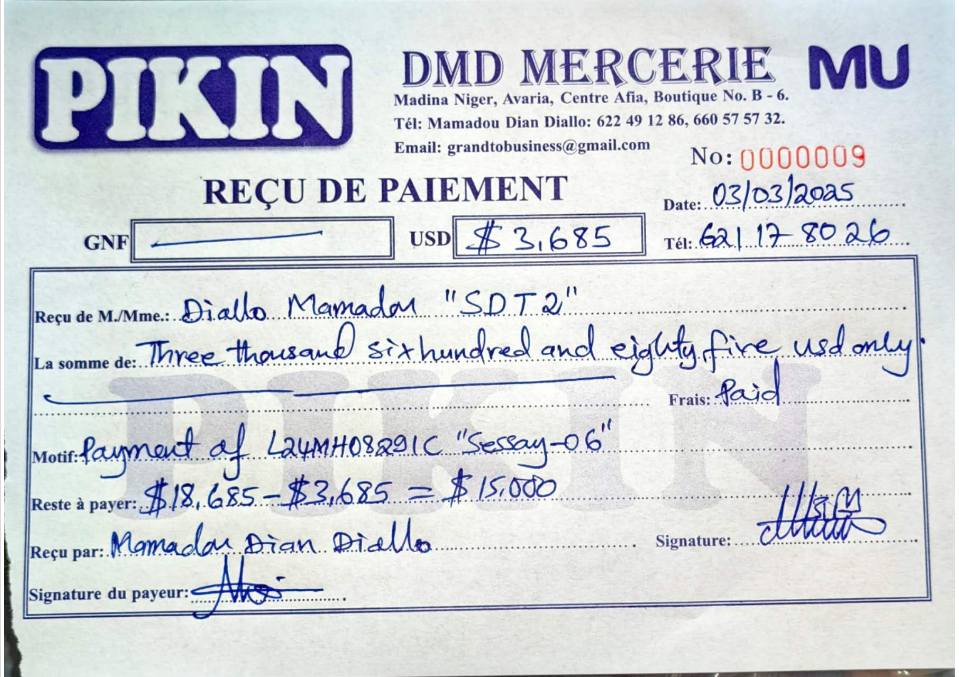 PIKIN
DMD MERCERIE MU
Madina Niger, Avaria, Centre Afia, Boutique No. B - 6.
Tél: Mamadou Dian Diallo: 622 49 12 86, 660 57 57 32.
Email: grandtobusiness@gmail.com
No: 0000009
REÇU DE PAIEMENT
Date: 03/03/2025
GNF USD $ 3,685 Tél: 621 17 80 26
Reçu de M./Mme.: Diallo Mamadou "SDT2"
La somme de: Three thousand six hundred and eighty five usd only.
Frais: Paid
PIKIN
Motif: Payment of L24MH08291C "Sessay-06"
Reste à payer: $18,685 - $3,685 = $15,000
Reçu par: Mamadou Dian Diallo Signature:
Signature du payeur: